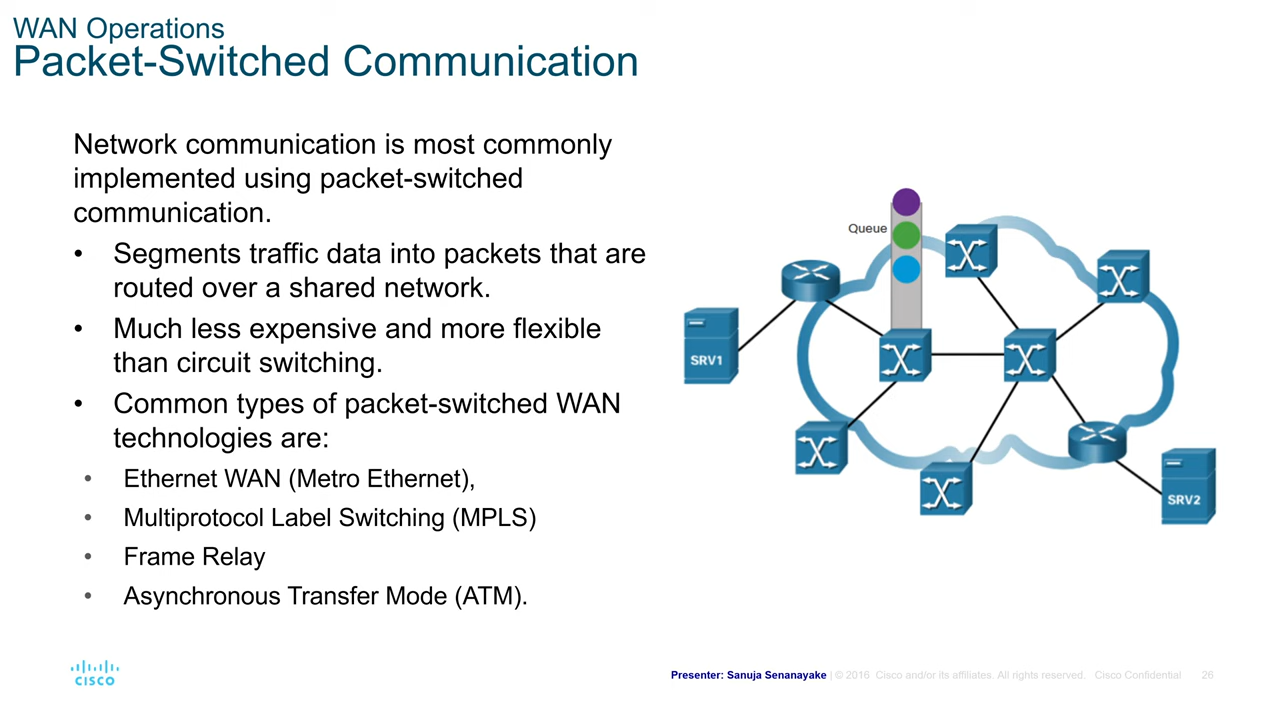 WAN Operations
Packet-Switched Communication
Network communication is most commonly
implemented using packet-switched
communication.
• Segments traffic data into packets that are
routed over a shared network.
• Much less expensive and more flexible
than circuit switching.
• Common types of packet-switched WAN
technologies are:
• Ethernet WAN (Metro Ethernet),
• Multiprotocol Label Switching (MPLS)
• Frame Relay
• Asynchronous Transfer Mode (ATM).
Queue
SRV1
SRV2
CISCO
Presenter: Sanuja Senanayake | © 2016 Cisco and/or its affiliates. All rights reserved. Cisco Confidential 26